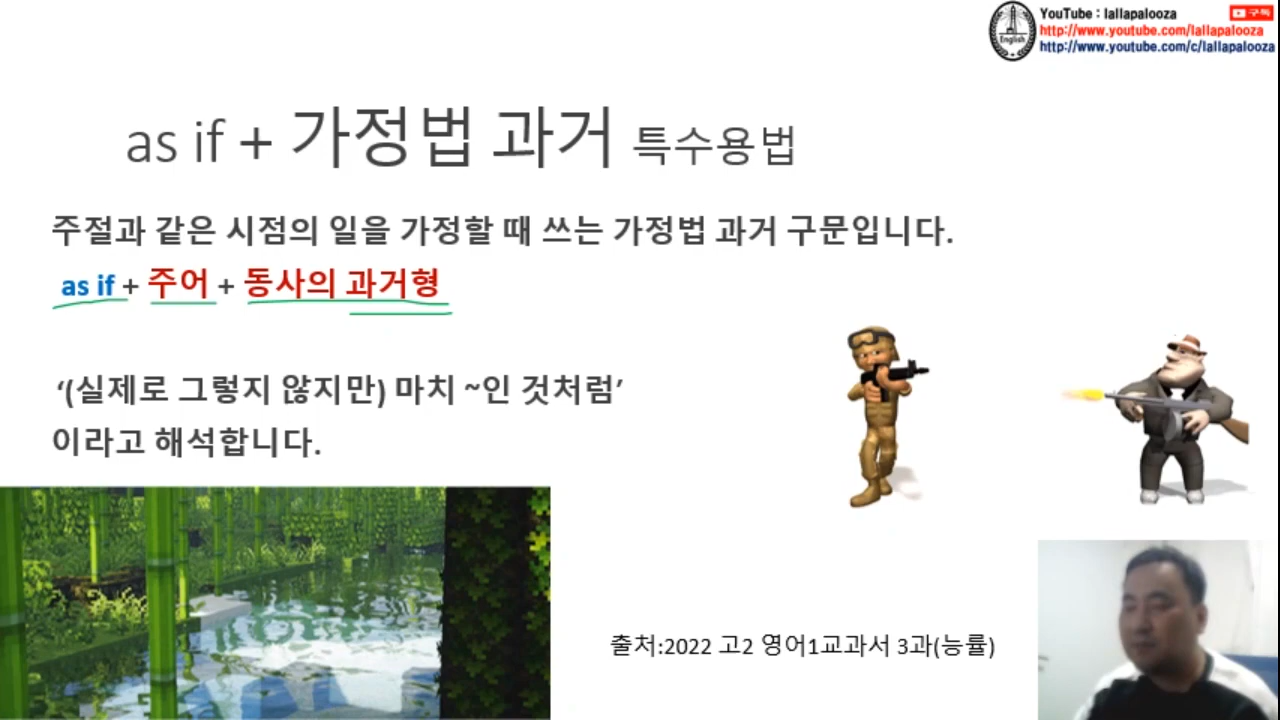 YouTube : lallapalooza
구독
http://www.youtube.com/lallapalooza
http://www.youtube.com/c/lallapalooza
English
as if + 가정법 과거 특수용법
주절과 같은 시점의 일을 가정할 때 쓰는 가정법 과거 구문입니다.
as if + 주어 + 동사의 과거형
‘(실제로 그렇지 않지만) 마치 ~인 것처럼’
이라고 해석합니다.
출처:2022 고2 영어1교과서 3과(능률)